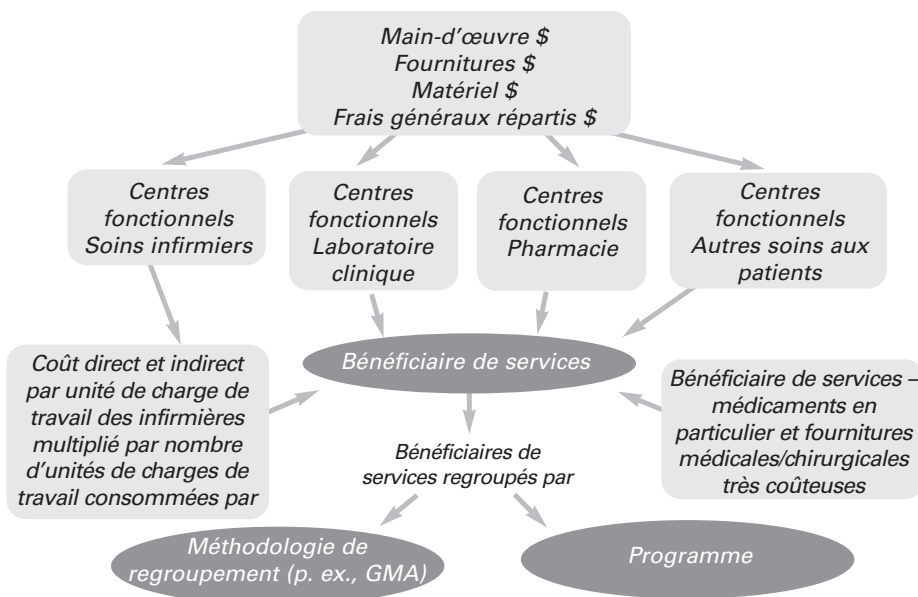 Main-d'œuvre $
Fournitures $
Matériel $
Frais généraux répartis $
Centres
fonctionnels
Soins infirmiers
Centres
fonctionnels
Laboratoire
clinique
Centres
fonctionnels
Pharmacie
Centres
fonctionnels
Autres soins aux
patients
Bénéficiaire de services
Coût direct et indirect
par unité de charge de
travail des infirmières
multiplié par nombre
d'unités de charges de
travail consommées par
Bénéficiaire de services –
médicaments en
particulier et fournitures
médicales/chirurgicales
très coûteuses
Bénéficiaires de
services regroupés par
Méthodologie de
regroupement (p. ex., GMA)
Programme